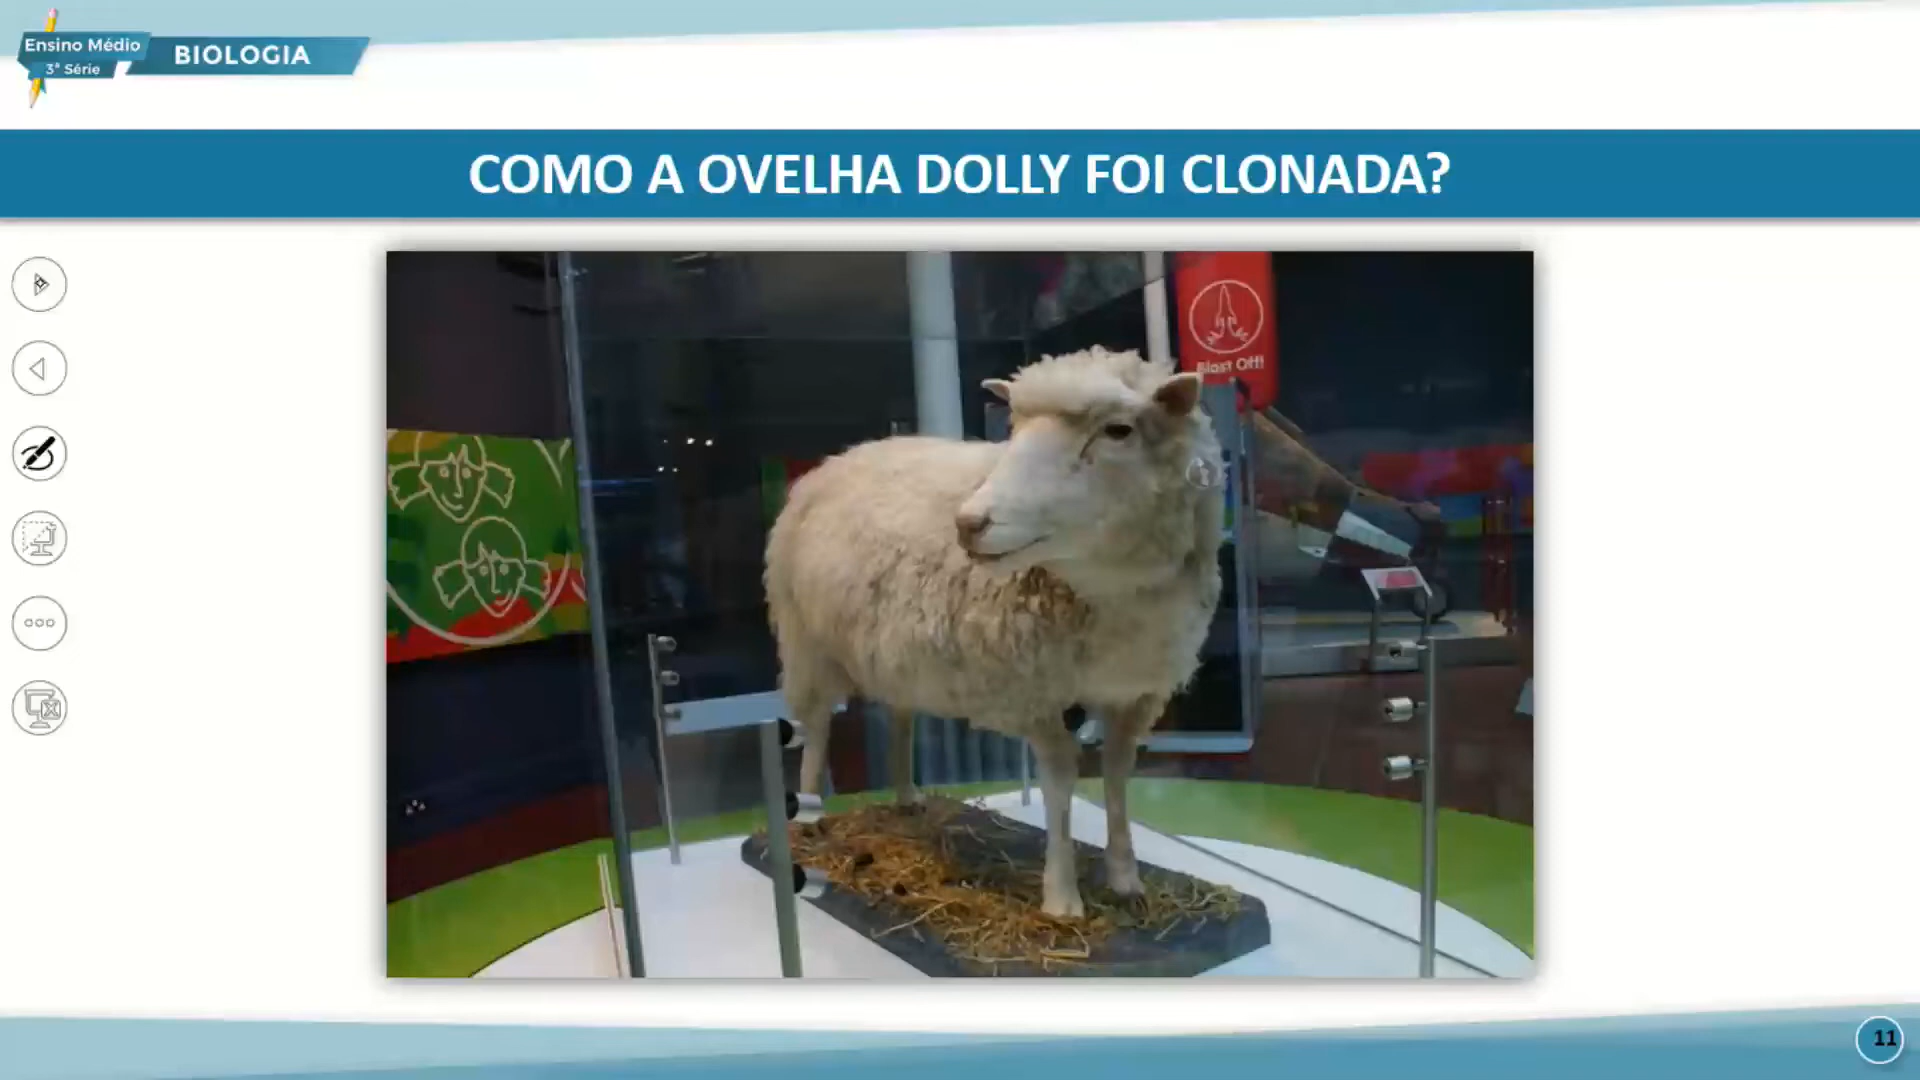 Ensino Médio
3ª Série
BIOLOGIA
COMO A OVELHA DOLLY FOI CLONADA?
Blast Off!
11